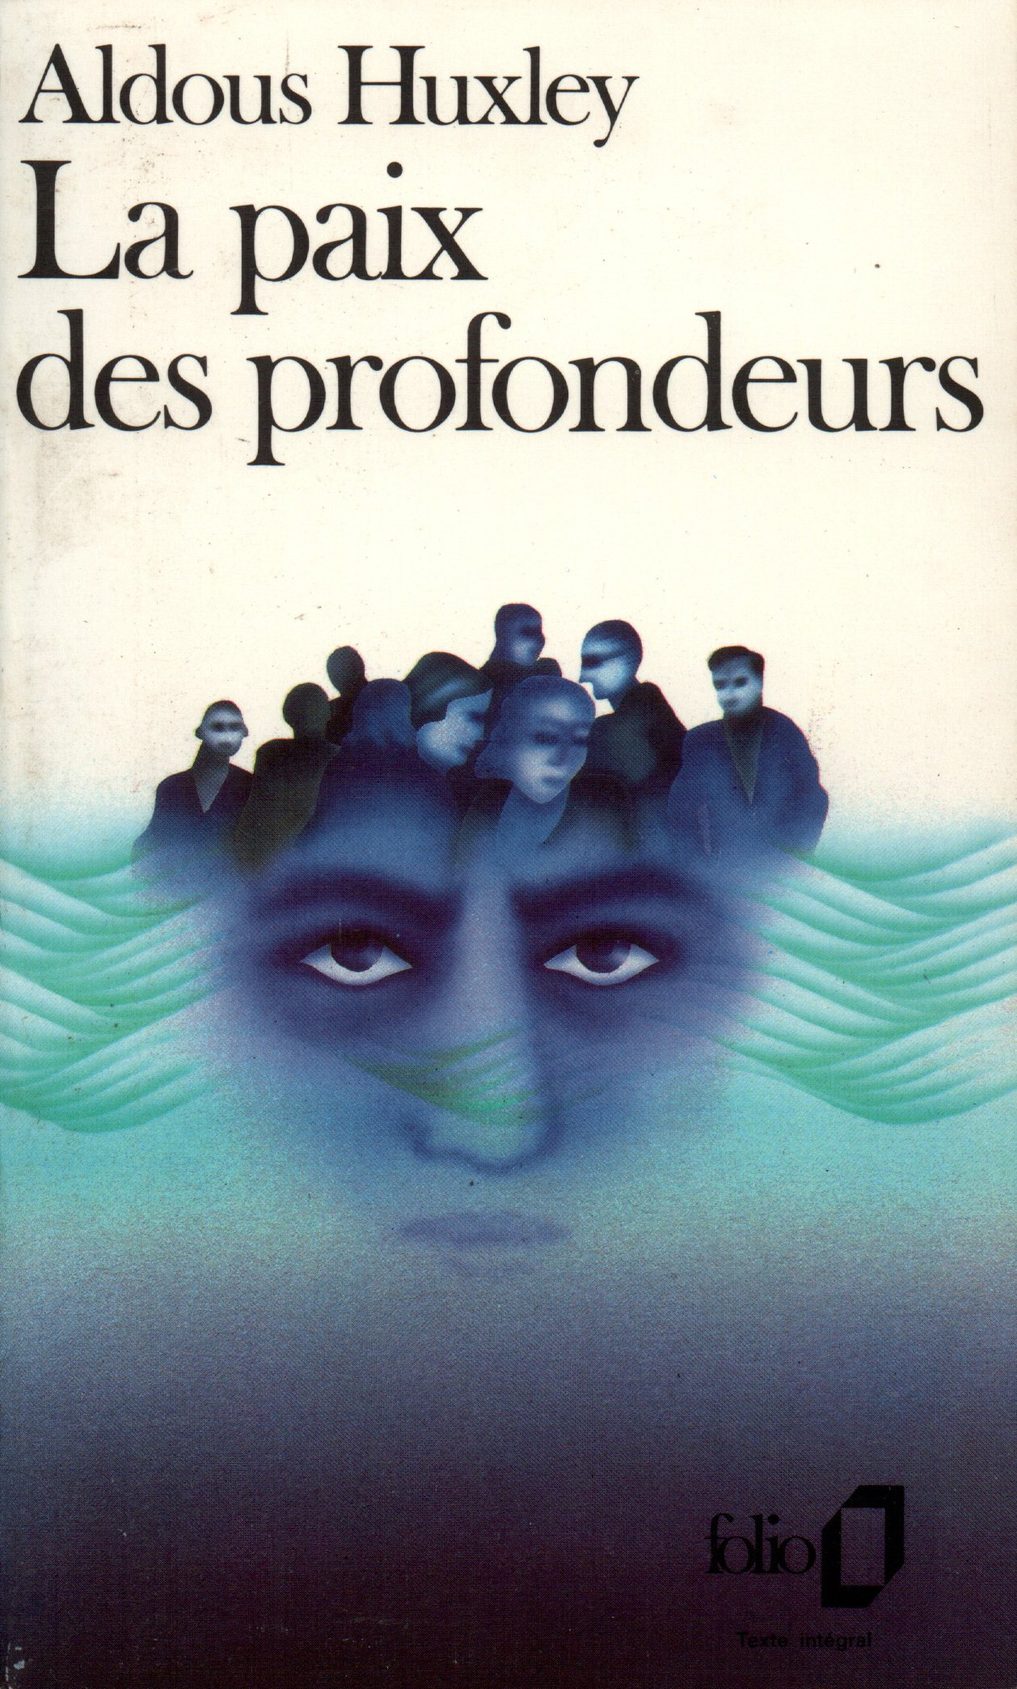 Aldous Huxley
La paix
des profondeurs
folio
Texte intégral